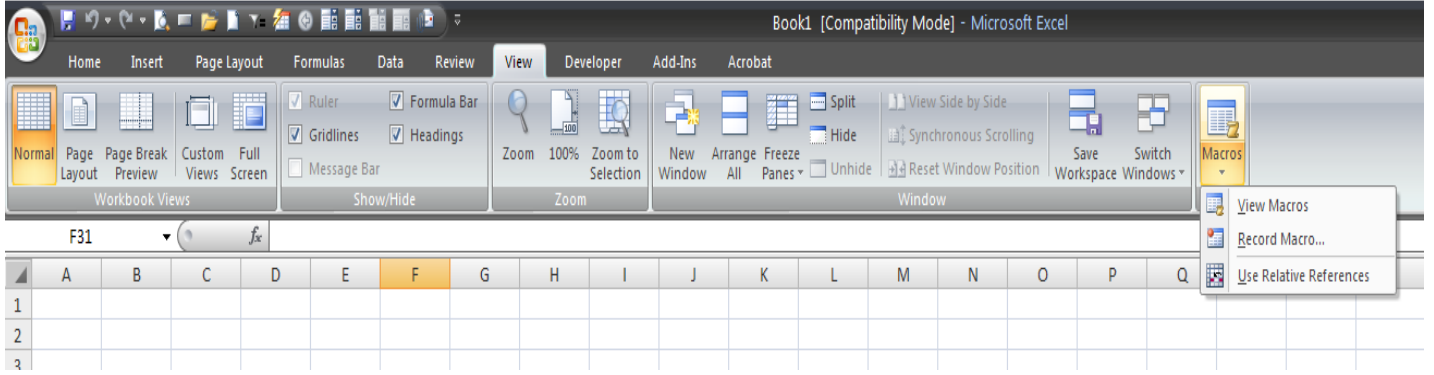 Book1 [Compatibility Mode] - Microsoft Excel
Home Insert Page Layout Formulas Data Review View Developer Add-Ins Acrobat
Normal
Page Layout
Page Break Preview
Custom Views
Full Screen
Workbook Views
Ruler
Gridlines
Message Bar
Formula Bar
Headings
Show/Hide
Zoom
100
100%
Zoom to Selection
Zoom
New Window
Arrange All
Freeze Panes
Split
Hide
Unhide
View Side by Side
Synchronous Scrolling
Reset Window Position
Save Workspace
Switch Windows
Window
Macros
View Macros
Record Macro...
Use Relative References
F31 fx
A B C D E F G H I J K L M N O P Q
1
2
3